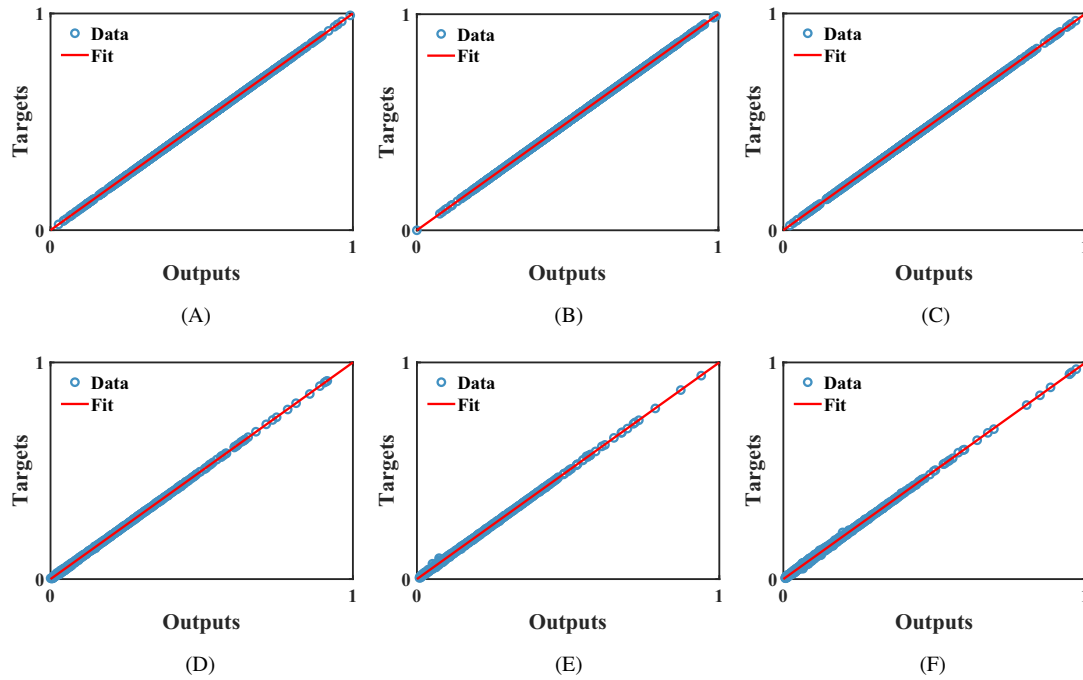 1
Data
Fit
Targets
0
0
1
Outputs
(A)
1
Data
Fit
Targets
0
0
1
Outputs
(B)
1
Data
Fit
Targets
0
0
1
Outputs
(C)
1
Data
Fit
Targets
0
0
1
Outputs
(D)
1
Data
Fit
Targets
0
0
1
Outputs
(E)
1
Data
Fit
Targets
0
0
1
Outputs
(F)